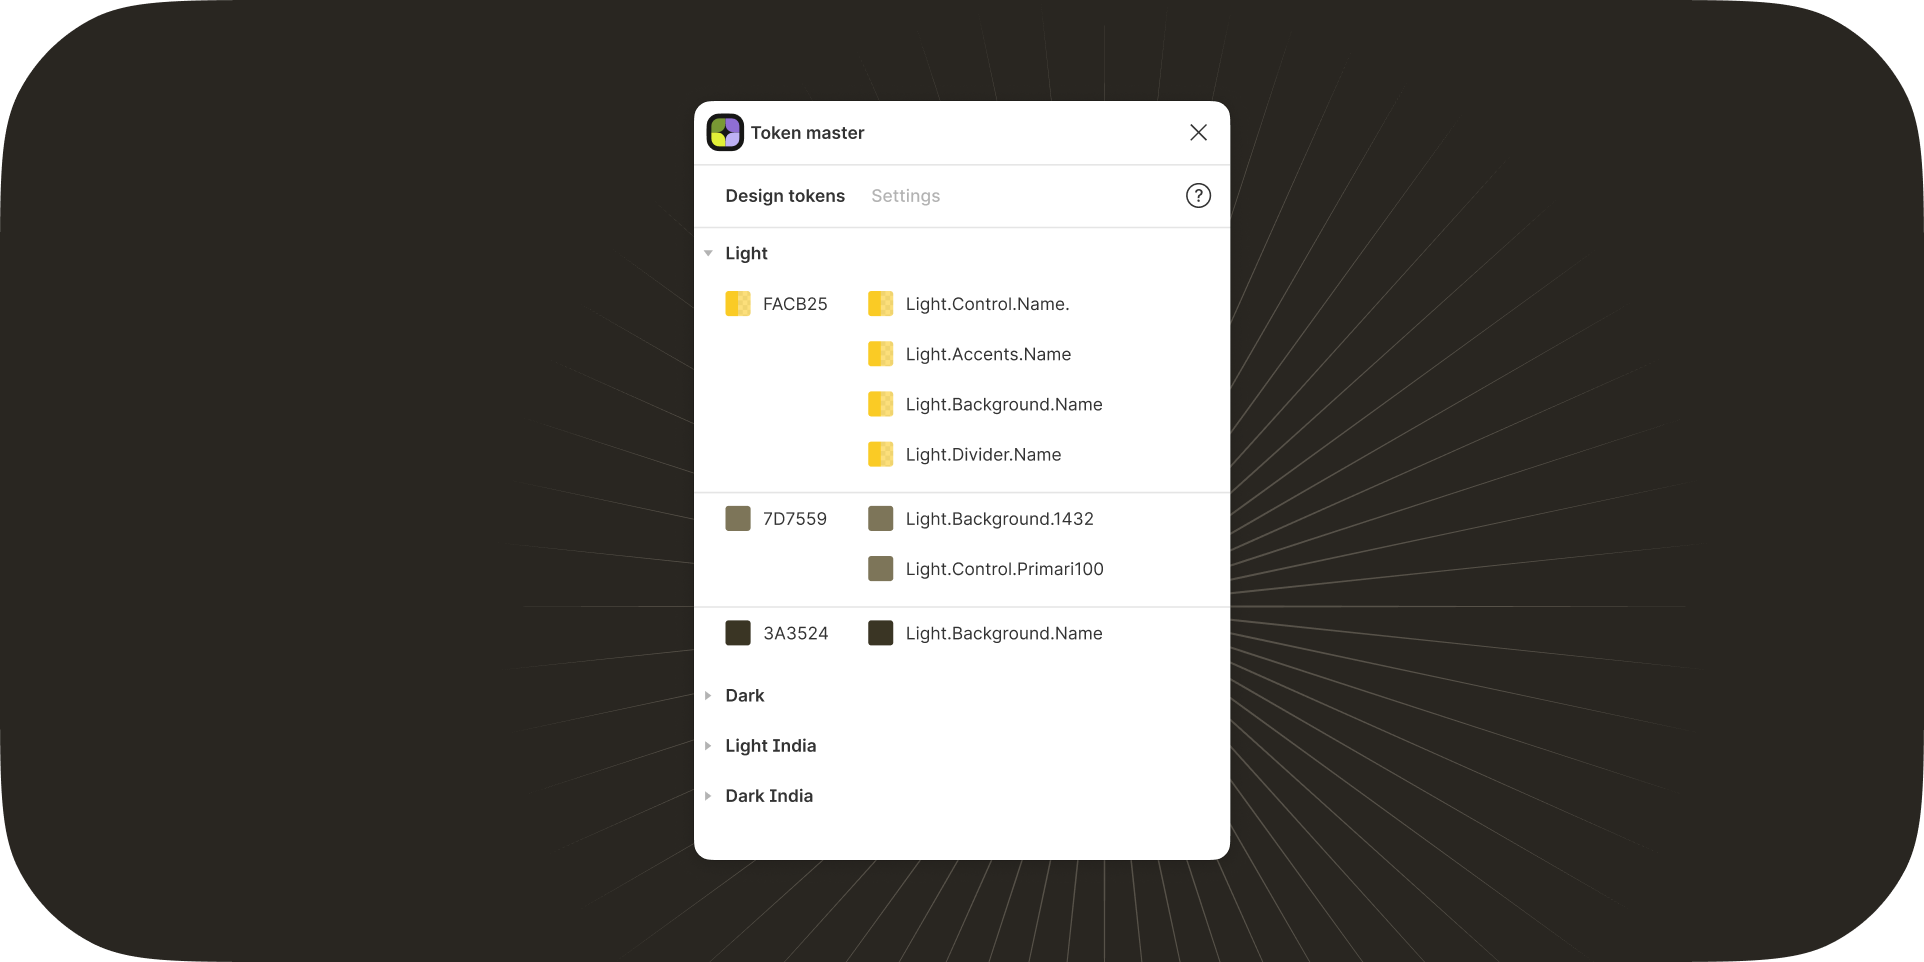 Token master
Design tokens Settings ?
Light
FACB25 Light.Control.Name.
Light.Accents.Name
Light.Background.Name
Light.Divider.Name
7D7559 Light.Background.1432
Light.Control.Primari100
3A3524 Light.Background.Name
Dark
Light India
Dark India